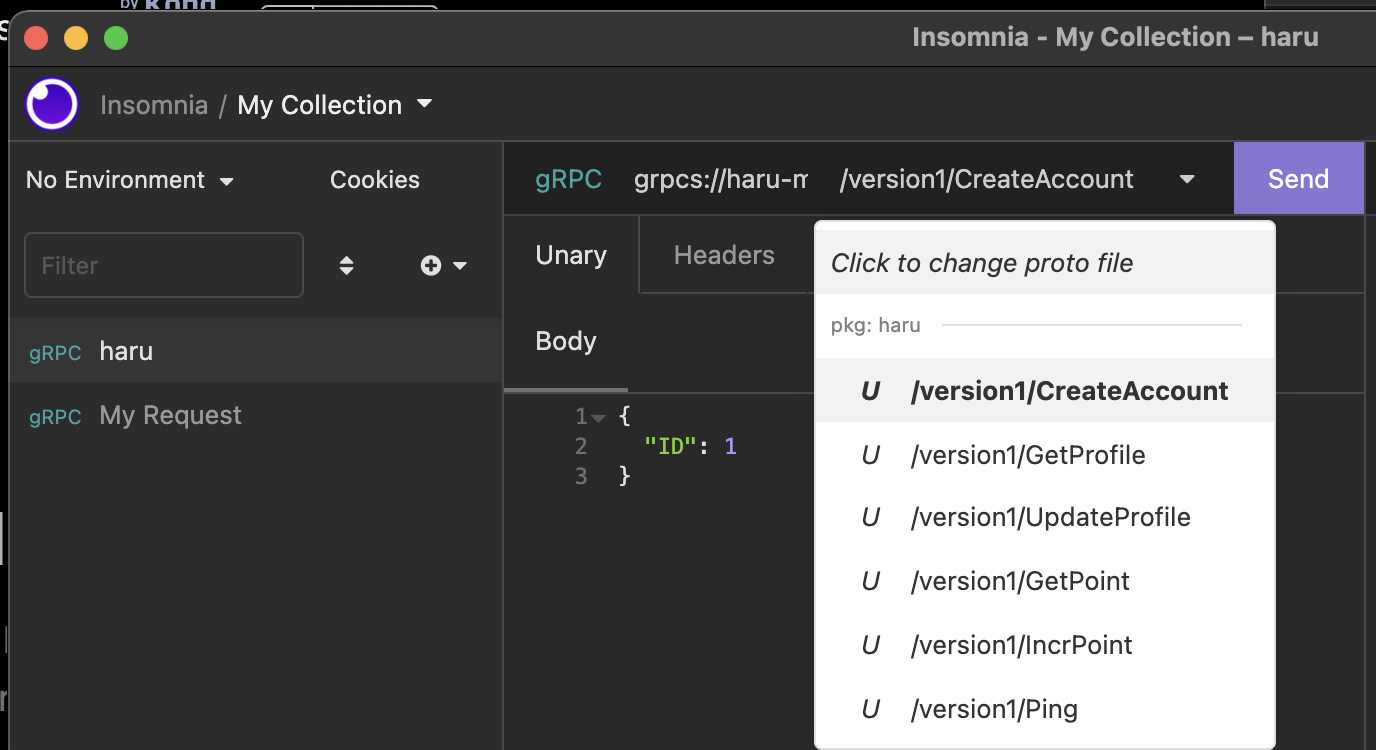 by Kong
Insomnia - My Collection – haru
Insomnia / My Collection
No Environment
Cookies
gRPC grpcs://haru-m /version1/CreateAccount
Send
Filter
Unary
Headers
Click to change proto file
pkg: haru
gRPC haru
gRPC My Request
Body
1 {
2 "ID": 1
3 }
U /version1/CreateAccount
U /version1/GetProfile
U /version1/UpdateProfile
U /version1/GetPoint
U /version1/IncrPoint
U /version1/Ping